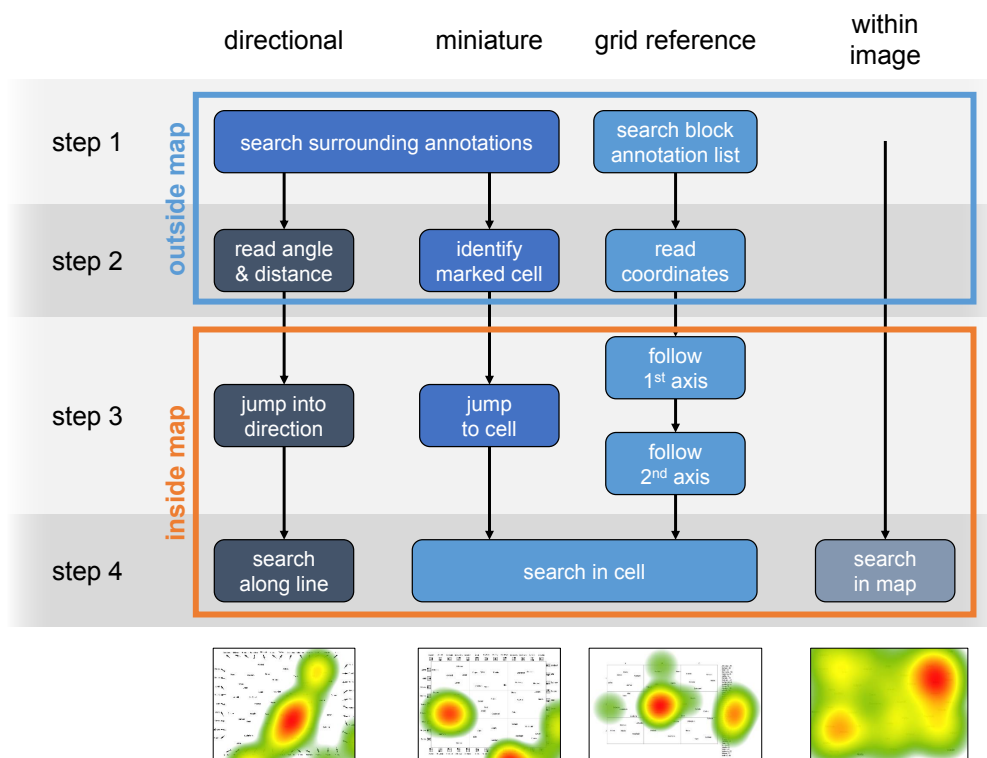 directional
miniature
grid reference
within
image
outside map
step 1
search surrounding annotations
search block
annotation list
step 2
read angle
& distance
identify
marked cell
read
coordinates
inside map
step 3
jump into
direction
jump
to cell
follow
1st axis
follow
2nd axis
step 4
search
along line
search in cell
search
in map